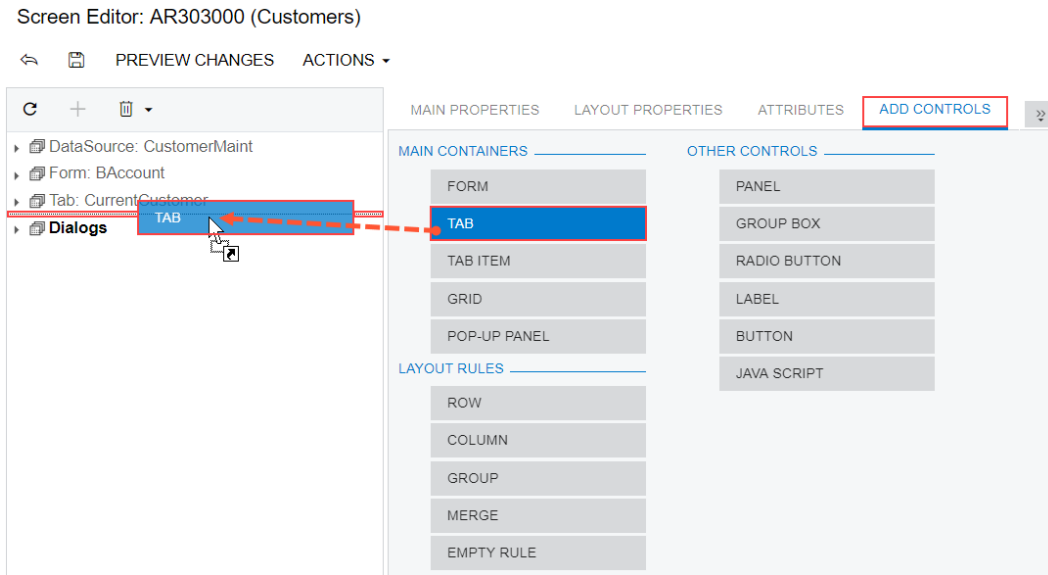 Screen Editor: AR303000 (Customers)
PREVIEW CHANGES ACTIONS
MAIN PROPERTIES LAYOUT PROPERTIES ATTRIBUTES ADD CONTROLS
DataSource: CustomerMaint
Form: BAccount
Tab: CurrentCustomer
TAB
Dialogs
MAIN CONTAINERS
FORM
TAB
TAB ITEM
GRID
POP-UP PANEL
LAYOUT RULES
ROW
COLUMN
GROUP
MERGE
EMPTY RULE
OTHER CONTROLS
PANEL
GROUP BOX
RADIO BUTTON
LABEL
BUTTON
JAVA SCRIPT